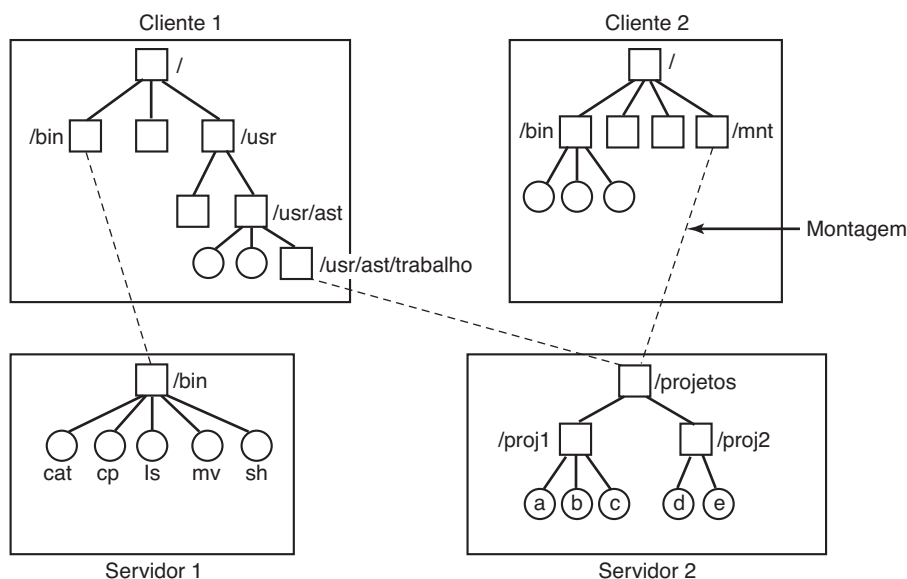 Cliente 1
Cliente 2
/
/
/bin
/usr
/bin
/mnt
/usr/ast
/usr/ast/trabalho
Montagem
/bin
/projetos
/proj1
/proj2
cat cp ls mv sh
a b c d e
Servidor 1
Servidor 2